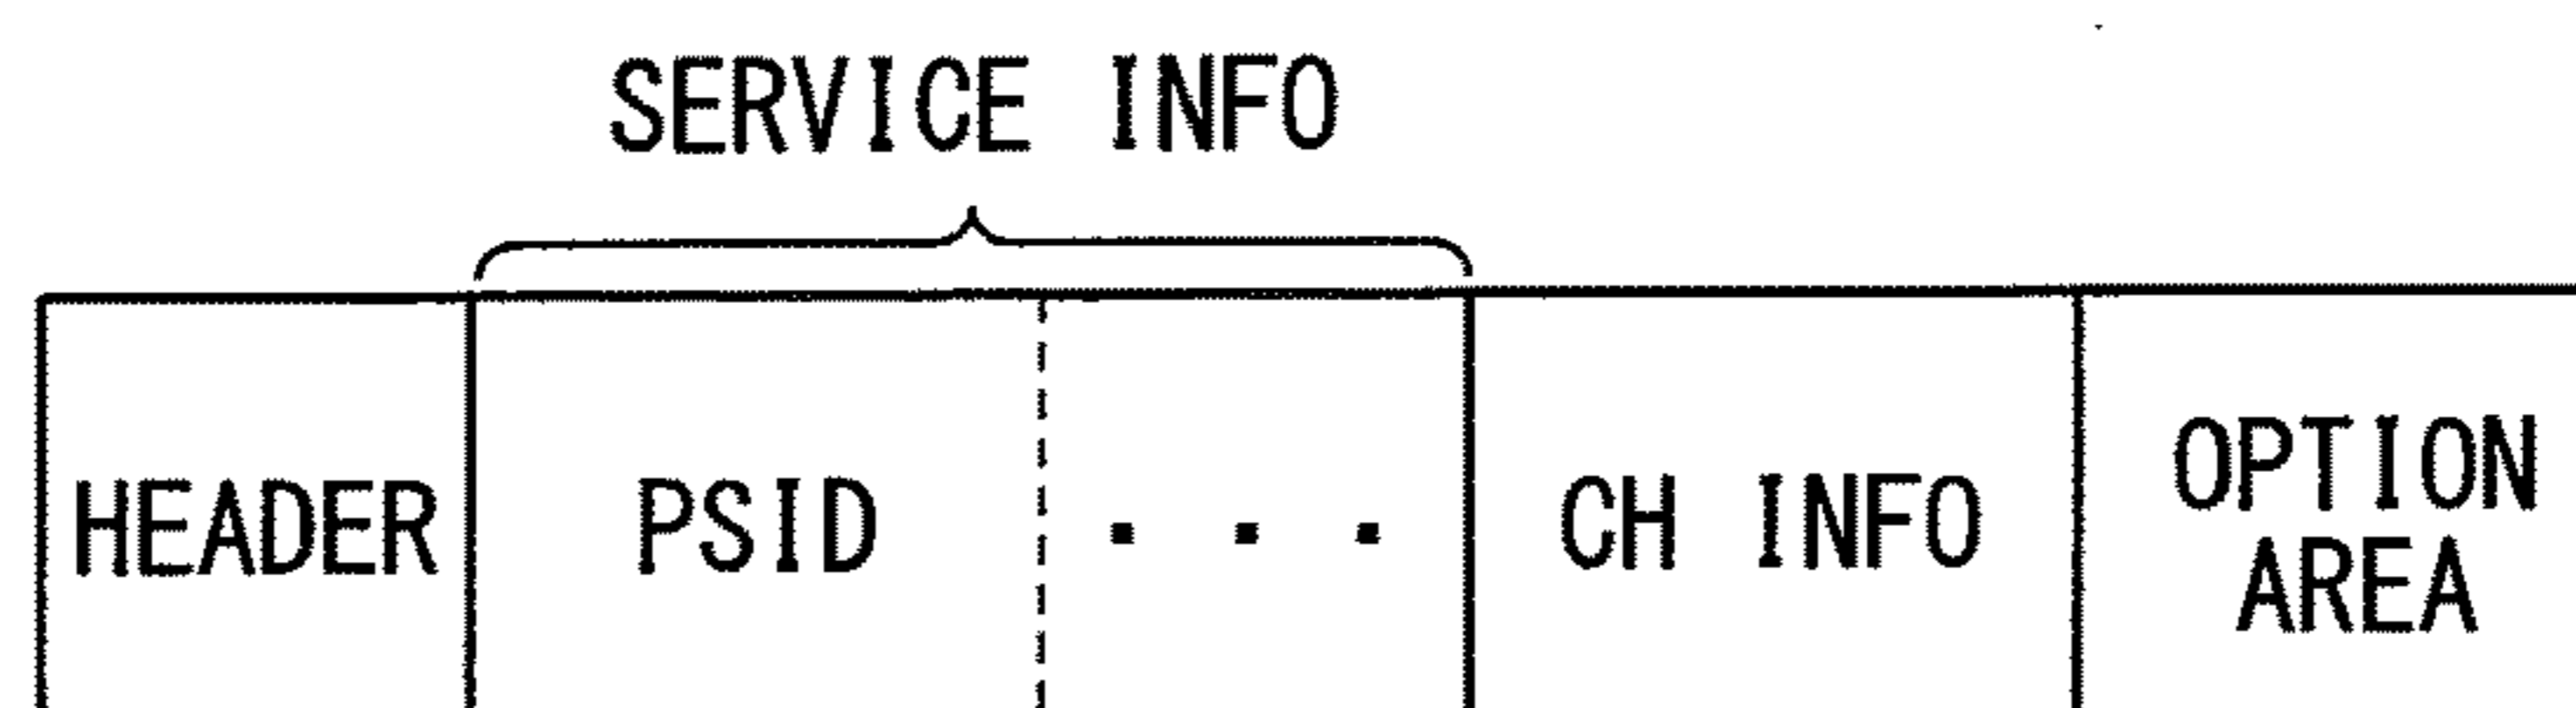 SERVICE INFO
HEADER PSID ... CH INFO OPTION
AREA